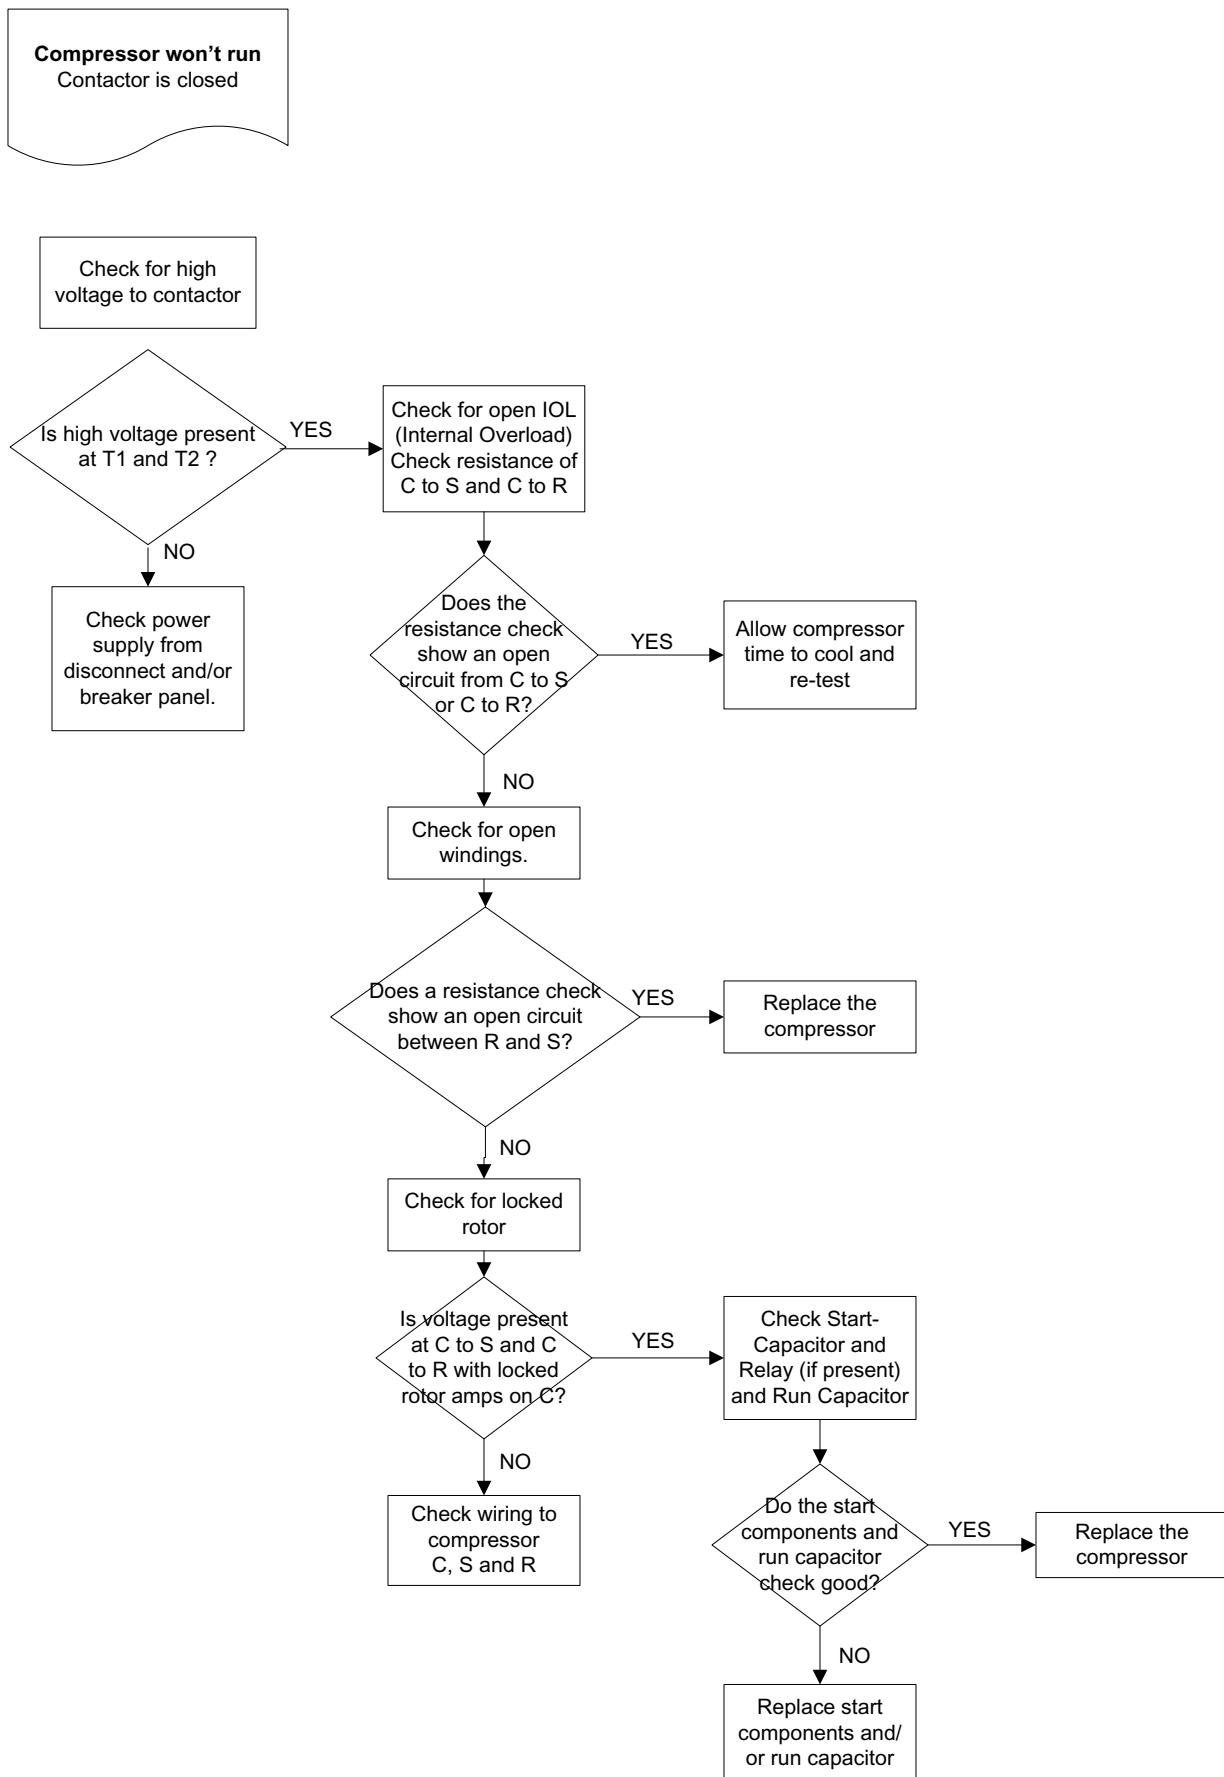 Compressor won't run
Contactor is closed
Check for high
voltage to contactor
Is high voltage present
at T1 and T2 ?
YES
Check for open IOL
(Internal Overload)
Check resistance of
C to S and C to R
NO
Check power
supply from
disconnect and/or
breaker panel.
Does the
resistance check
show an open
circuit from C to S
or C to R?
YES
Allow compressor
time to cool and
re-test
NO
Check for open
windings.
Does a resistance check
show an open circuit
between R and S?
YES
Replace the
compressor
NO
Check for locked
rotor
Is voltage present
at C to S and C
to R with locked
rotor amps on C?
YES
Check Start-
Capacitor and
Relay (if present)
and Run Capacitor
NO
Check wiring to
compressor
C, S and R
Do the start
components and
run capacitor
check good?
YES
Replace the
compressor
NO
Replace start
components and/
or run capacitor